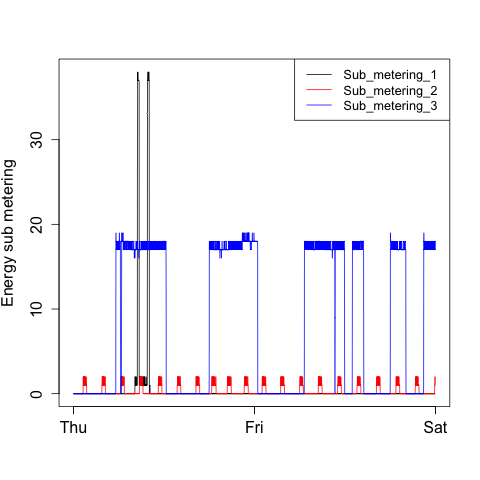 Sub_metering_1
Sub_metering_2
Sub_metering_3
Energy sub metering
30
20
10
0
Thu Fri Sat